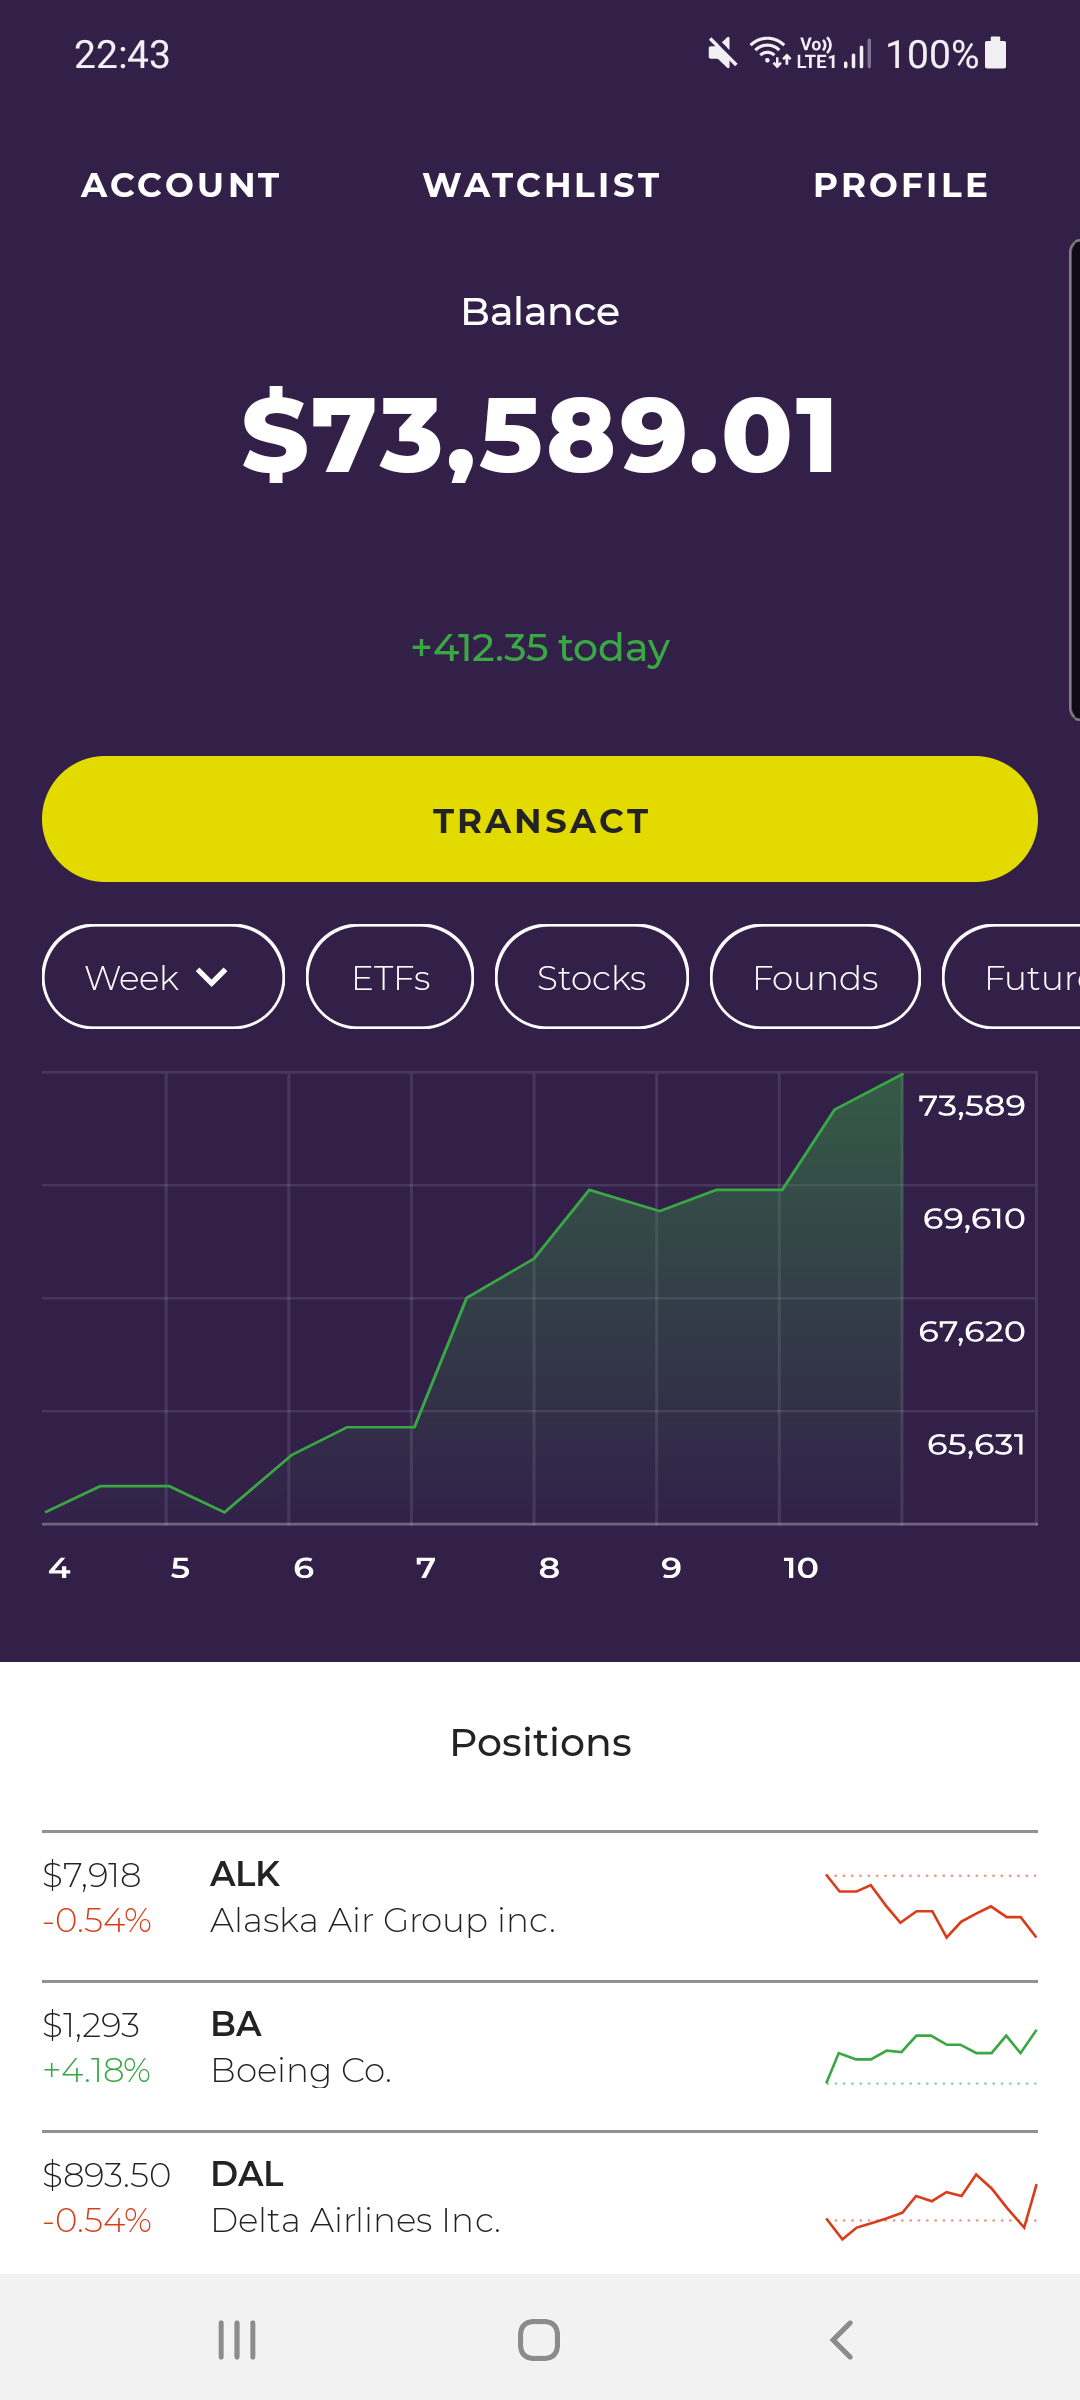 22:43 Vo)) LTE1 100%
ACCOUNT WATCHLIST PROFILE
Balance
$73,589.01
+412.35 today
TRANSACT
Week ETFs Stocks Founds
73,589
69,610
67,620
65,631
4 5 6 7 8 9 10
Positions
$7,918 ALK
-0.54% Alaska Air Group inc.
$1,293 BA
+4.18% Boeing Co.
$893.50 DAL
-0.54% Delta Airlines Inc.